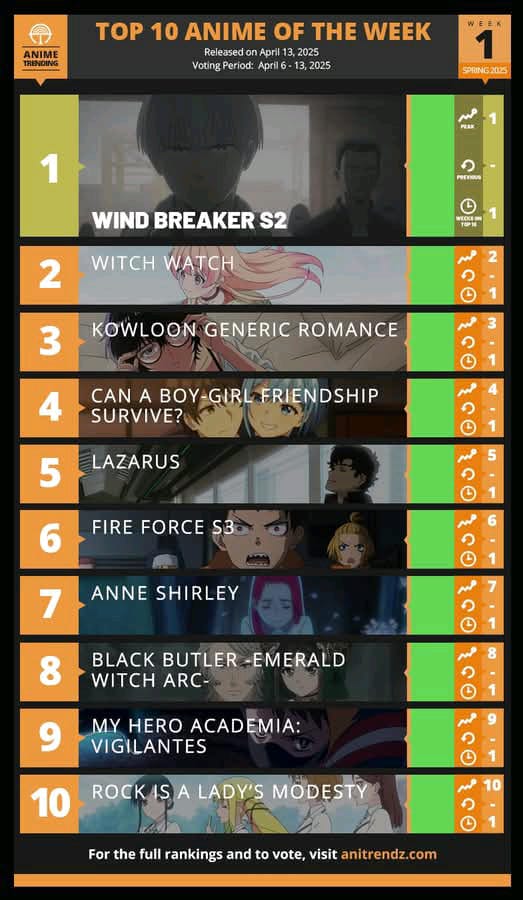 ANIME
TRENDING
TOP 10 ANIME OF THE WEEK
Released on April 13, 2025
Voting Period: April 6 - 13, 2025
WEEK
1
SPRING 2025
1
WIND BREAKER S2
PEAK
1
PREVIOUS
-
WEEKS ON
TOP 10
1
2
WITCH WATCH
2
-
1
3
KOWLOON GENERIC ROMANCE
3
-
1
4
CAN A BOY-GIRL FRIENDSHIP
SURVIVE?
4
-
1
5
LAZARUS
5
-
1
6
FIRE FORCE S3
6
-
1
7
ANNE SHIRLEY
7
-
1
8
BLACK BUTLER -EMERALD
WITCH ARC-
8
-
1
9
MY HERO ACADEMIA:
VIGILANTES
9
-
1
10
ROCK IS A LADY'S MODESTY
10
-
1
For the full rankings and to vote, visit anitrendz.com